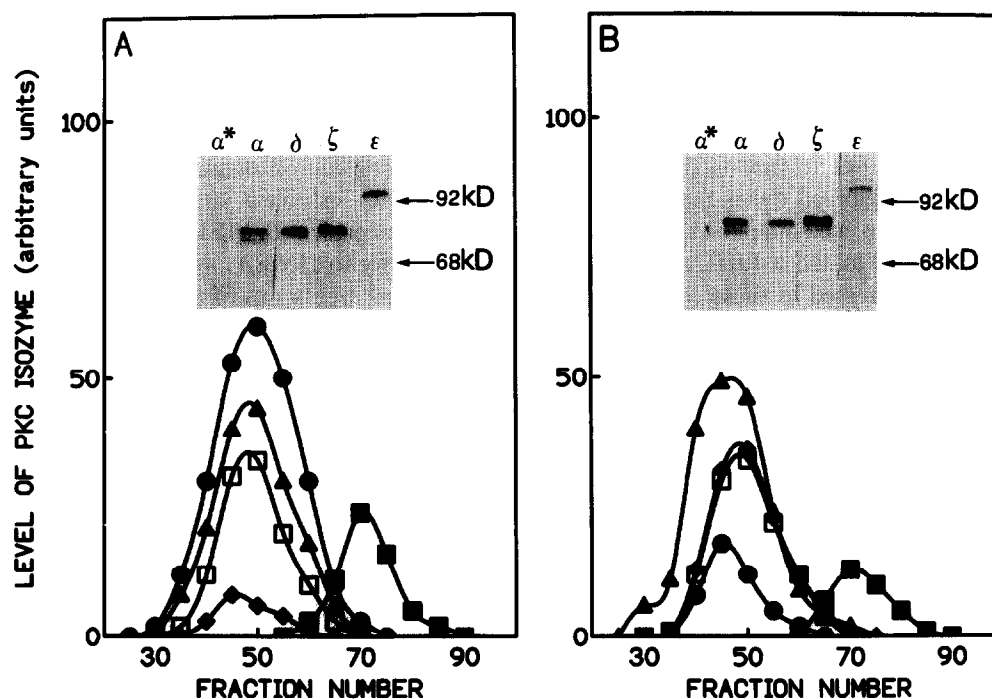 A
B
LEVEL OF PKC ISOZYME (arbitrary units)
100
50
0
α* α δ ζ ε
←92kD
←68kD
30 50 70 90
FRACTION NUMBER
100
50
0
α* α δ ζ ε
←92kD
←68kD
30 50 70 90
FRACTION NUMBER